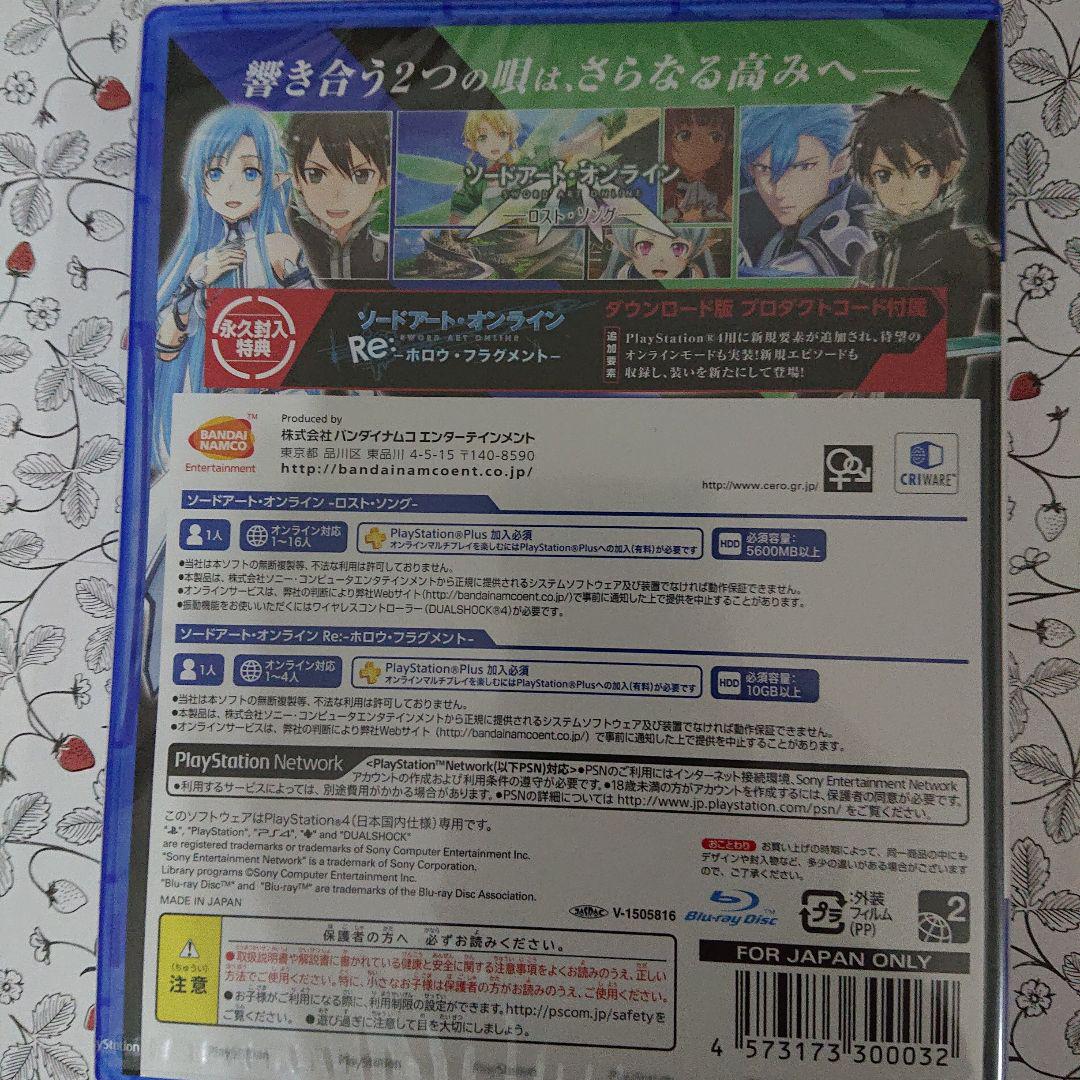 響き合う2つの唄は、さらなる高みへ――
ソードアート・オンライン
SWORD ART ONLINE
―ロスト・ソング―
永久封入
特典
ソードアート・オンライン
SWORD ART ONLINE
Re:-ホロウ・フラグメント-
ダウンロード版 プロダクトコード付属
追加要素
PlayStation®4用に新規要素が追加され、待望の
オンラインモードも実装!新規エピソードも
収録し、装いを新たにして登場!
BANDAI
NAMCO
Entertainment
TM
Produced by
株式会社バンダイナムコ エンターテインメント
東京都 品川区 東品川 4-5-15 〒140-8590
http://bandainamcoent.co.jp/
http://www.cero.gr.jp/
CRIWARE™
ソードアート・オンライン -ロスト・ソング-
1人
オンライン対応
1~16人
PlayStation®Plus 加入必須
オンラインマルチプレイを楽しむにはPlayStation®Plusへの加入(有料)が必要です
HDD
必須容量:
5600MB以上
●当社は本ソフトの無断複製等、不法な利用は許可しておりません。
●本製品は、株式会社ソニー・コンピュータエンタテインメントから正規に提供されるシステムソフトウェア及び装置でなければ動作保証できません。
●オンラインサービスは、弊社の判断により弊社Webサイト(http://bandainamcoent.co.jp/)で事前に通知した上で提供を中止することがあります。
●振動機能をお使いいただくにはワイヤレスコントローラー(DUALSHOCK®4)が必要です。
ソードアート・オンライン Re:-ホロウ・フラグメント-
1人
オンライン対応
1~4人
PlayStation®Plus 加入必須
オンラインマルチプレイを楽しむにはPlayStation®Plusへの加入(有料)が必要です
HDD
必須容量:
10GB以上
●当社は本ソフトの無断複製等、不法な利用は許可しておりません。
●本製品は、株式会社ソニー・コンピュータエンタテインメントから正規に提供されるシステムソフトウェア及び装置でなければ動作保証できません。
●オンラインサービスは、弊社の判断により弊社Webサイト (http://bandainamcoent.co.jp/) で事前に通知した上で提供を中止することがあります。
PlayStation Network
<PlayStation™Network(以下PSN)対応>●PSNのご利用にはインターネット接続環境、Sony Entertainment Network
アカウントの作成および利用条件の遵守が必要です。●18歳未満の方がアカウントを作成するには、保護者の同意が必要です。
●利用するサービスによっては、別途費用がかかる場合があります。●PSNの詳細については http://www.jp.playstation.com/psn/ をご覧ください。
このソフトウェアはPlayStation®4(日本国内仕様)専用です。
", "PlayStation", "PS4", " and "DUALSHOCK"
are registered trademarks or trademarks of Sony Computer Entertainment Inc.
"Sony Entertainment Network" is a trademark of Sony Corporation.
Library programs ©Sony Computer Entertainment Inc.
"Blu-ray Disc™" and "Blu-ray™" are trademarks of the Blu-ray Disc Association.
MADE IN JAPAN
おことわり お買い上げの時期によって、同一商品の中にも
デザインや封入物など、多少の違いがある場合がございます
ので、ご了承ください。
V-1505816
Blu-ray Disc™
プラ
:外装
フィルム
(PP)
2
(ちゅうい)
注意
保護者の方へ 必ずお読みください。
●取扱説明書や解説書に書かれている健康と安全に関する注意事項をよくお読みのうえ、正しい
方法でご使用ください。特に、小さなお子様は保護者の方がお読みのうえ、ご使用ください。
●お子様がご利用になる際に、利用制限の設定ができます。http://pscom.jp/safetyを
ご覧ください。 ●遊び過ぎに注意して目を大切にしましょう。
FOR JAPAN ONLY
4 573173 300032
PlayStation
PlayStation